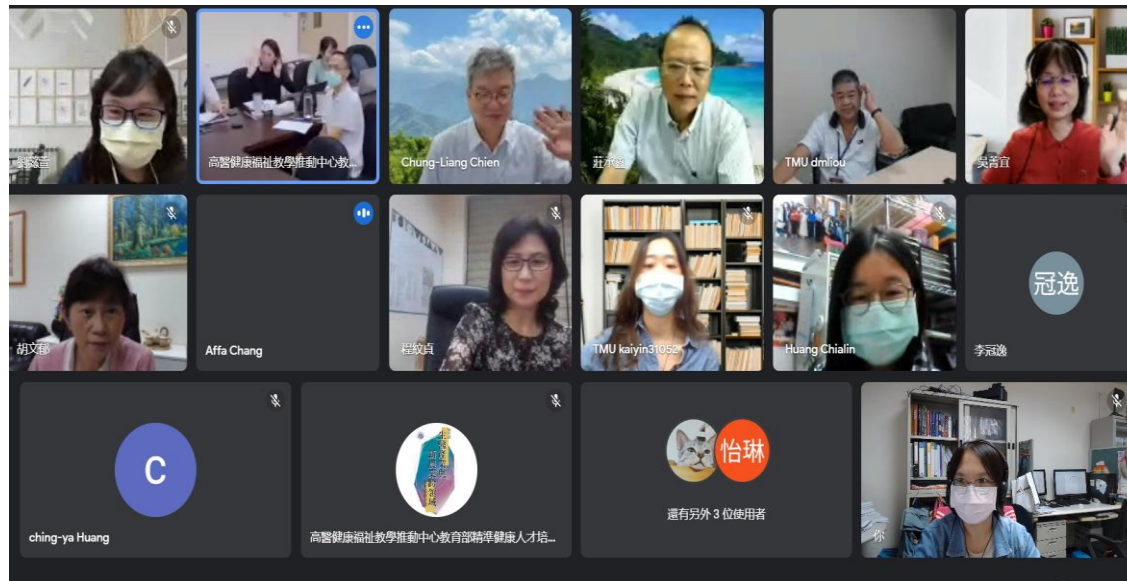 高醫健康福祉教學推動中心教...
Chung-Liang Chien
TMU dmliou
吳菁宜
胡文郁
Affa Chang
程紋貞
TMU kaiyin31052
Huang Chialin
冠逸
李冠逸
C
ching-ya Huang
高醫健康福祉教學推動中心教育部精準健康人才培...
怡琳
還有另外 3 位使用者
你